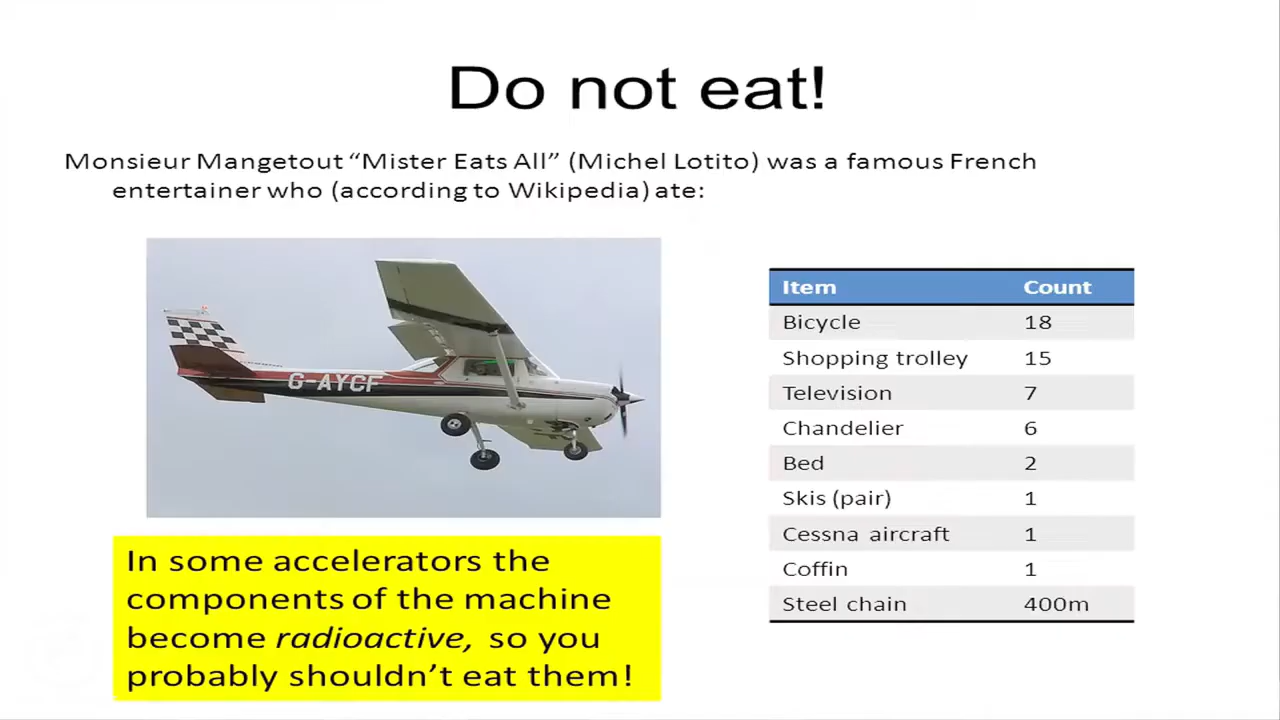 Do not eat!
Monsieur Mangetout “Mister Eats All” (Michel Lotito) was a famous French
entertainer who (according to Wikipedia) ate:
G-AYCF
Item Count
Bicycle 18
Shopping trolley 15
Television 7
Chandelier 6
Bed 2
Skis (pair) 1
Cessna aircraft 1
Coffin 1
Steel chain 400m
In some accelerators the
components of the machine
become radioactive, so you
probably shouldn’t eat them!